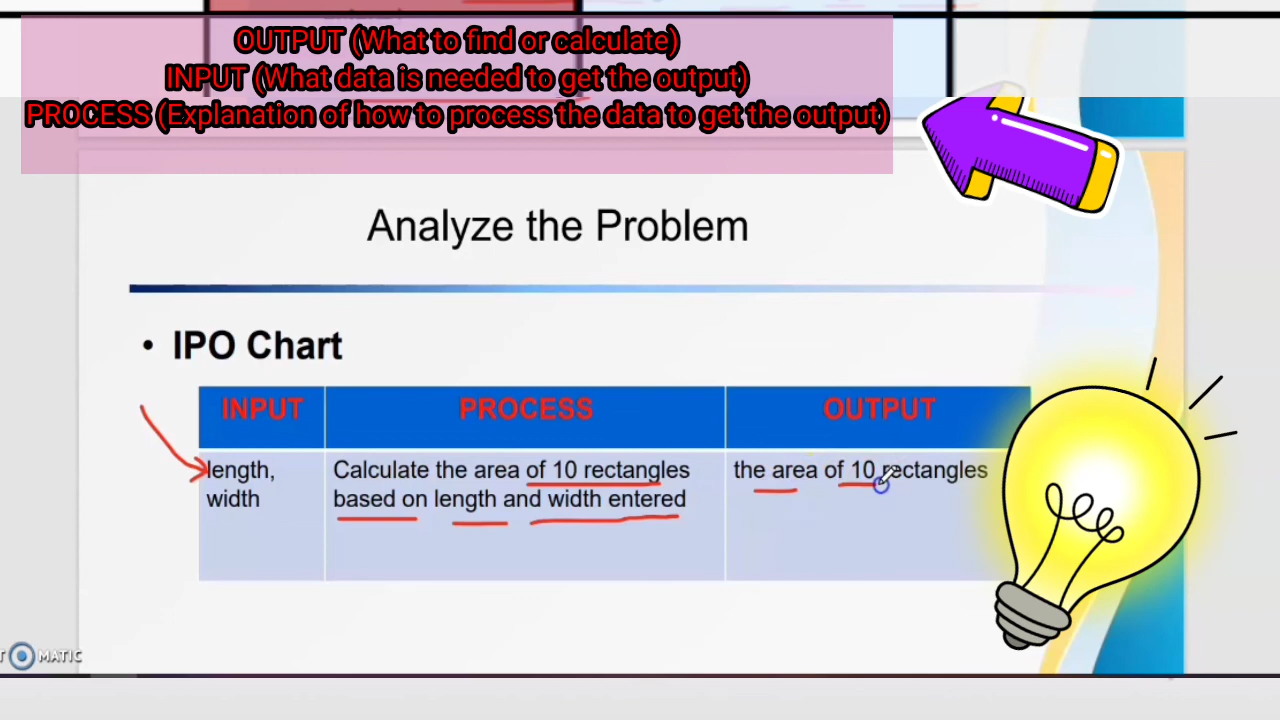 OUTPUT (What to find or calculate)
INPUT (What data is needed to get the output)
PROCESS (Explanation of how to process the data to get the output)
Analyze the Problem
• IPO Chart
INPUT PROCESS OUTPUT
length, Calculate the area of 10 rectangles the area of 10 rectangles
width based on length and width entered
MATIC